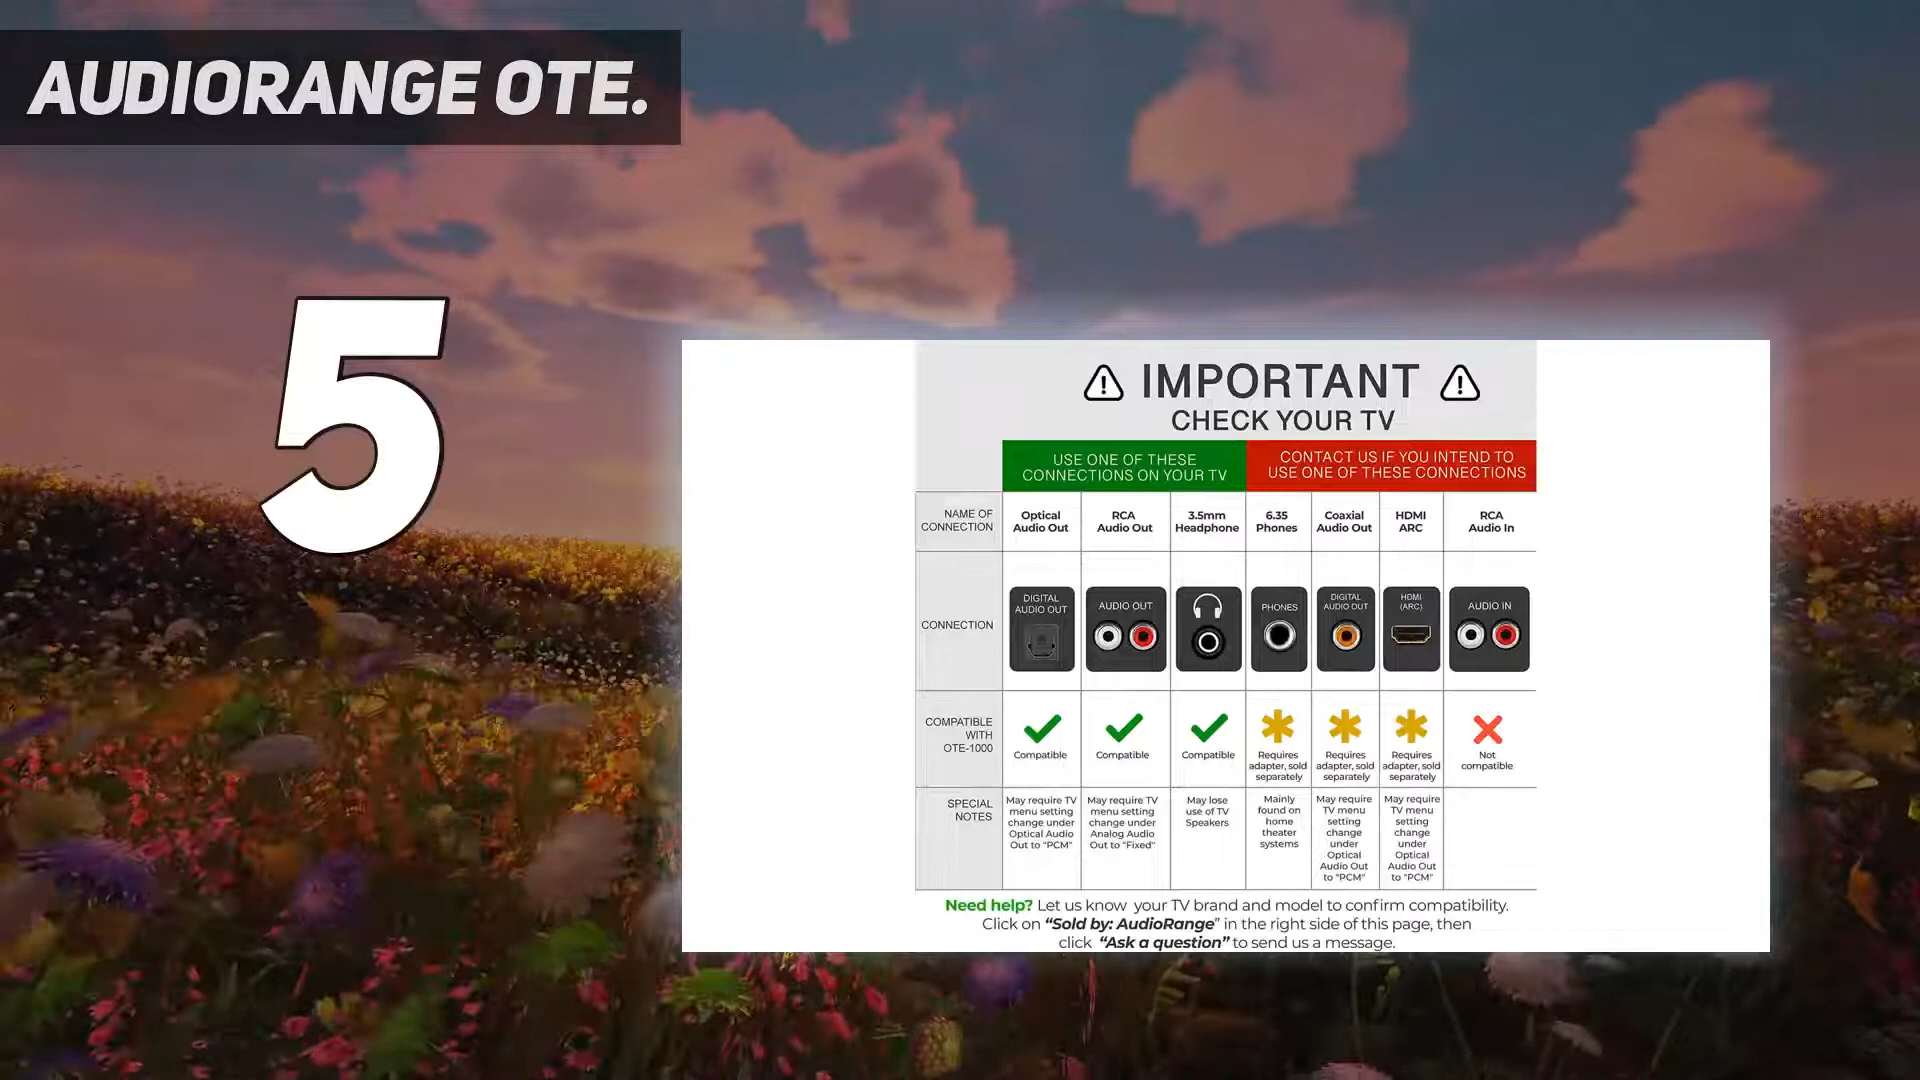 AUDIORANGE OTE.
5
IMPORTANT
CHECK YOUR TV
USE ONE OF THESE
CONNECTIONS ON YOUR TV
CONTACT US IF YOU INTEND TO
USE ONE OF THESE CONNECTIONS
NAME OF
CONNECTION
Optical
Audio Out
RCA
Audio Out
3.5mm
Headphone
6.35
Phones
Coaxial
Audio Out
HDMI
ARC
RCA
Audio In
CONNECTION
DIGITAL
AUDIO OUT
AUDIO OUT
PHONES
DIGITAL
AUDIO OUT
HDMI
(ARC)
AUDIO IN
COMPATIBLE
WITH
OTE-1000
Compatible
Compatible
Compatible
Requires
adapter, sold
separately
Requires
adapter, sold
separately
Requires
adapter, sold
separately
Not
compatible
SPECIAL
NOTES
May require TV
menu setting
change under
Optical Audio
Out to "PCM"
May require TV
menu setting
change under
Analog Audio
Out to "Fixed"
May lose
use of TV
Speakers
Mainly
found on
home
theater
systems
May require
TV menu
setting
change
under
Optical
Audio Out
to "PCM"
May require
TV menu
setting
change
under
Optical
Audio Out
to "PCM"
Need help? Let us know your TV brand and model to confirm compatibility.
Click on "Sold by: AudioRange" in the right side of this page, then
click "Ask a question" to send us a message.